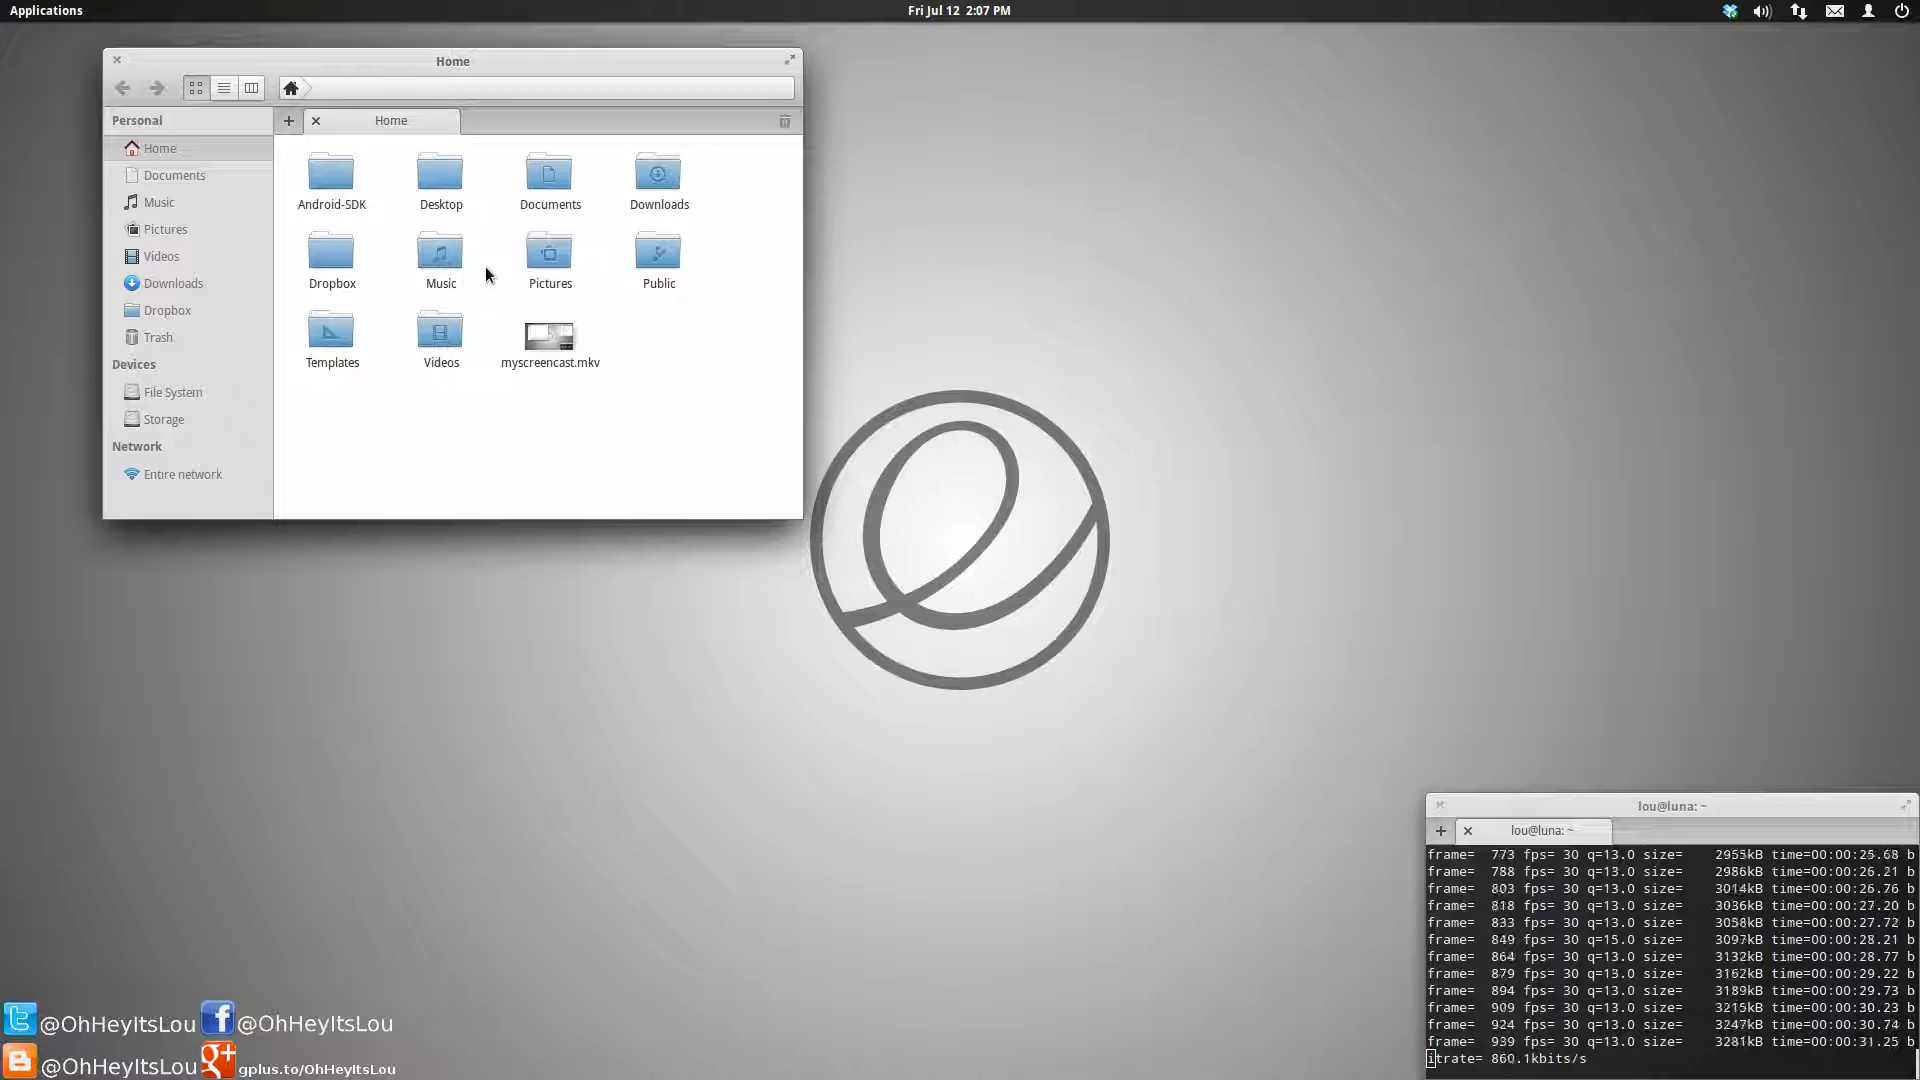 Applications
Fri Jul 12 2:07 PM
Home
Personal
Home
Home
Documents
Music
Pictures
Videos
Downloads
Dropbox
Trash
Devices
File System
Storage
Network
Entire network
Android-SDK
Desktop
Documents
Downloads
Dropbox
Music
Pictures
Public
Templates
Videos
myscreencast.mkv
lou@luna: ~
lou@luna: ~
frame= 773 fps= 30 q=13.0 size= 2955kB time=00:00:25.68 b
frame= 788 fps= 30 q=13.0 size= 2986kB time=00:00:26.21 b
frame= 803 fps= 30 q=13.0 size= 3014kB time=00:00:26.76 b
frame= 818 fps= 30 q=13.0 size= 3036kB time=00:00:27.20 b
frame= 833 fps= 30 q=13.0 size= 3058kB time=00:00:27.72 b
frame= 849 fps= 30 q=15.0 size= 3097kB time=00:00:28.21 b
frame= 864 fps= 30 q=13.0 size= 3132kB time=00:00:28.77 b
frame= 879 fps= 30 q=13.0 size= 3162kB time=00:00:29.22 b
frame= 894 fps= 30 q=13.0 size= 3189kB time=00:00:29.73 b
frame= 909 fps= 30 q=13.0 size= 3215kB time=00:00:30.23 b
frame= 924 fps= 30 q=13.0 size= 3247kB time=00:00:30.74 b
frame= 939 fps= 30 q=13.0 size= 3281kB time=00:00:31.25 b
itrate= 860.1kbits/s
@OhHeyItsLou
@OhHeyItsLou
@OhHeyItsLou
gplus.to/OhHeyItsLou